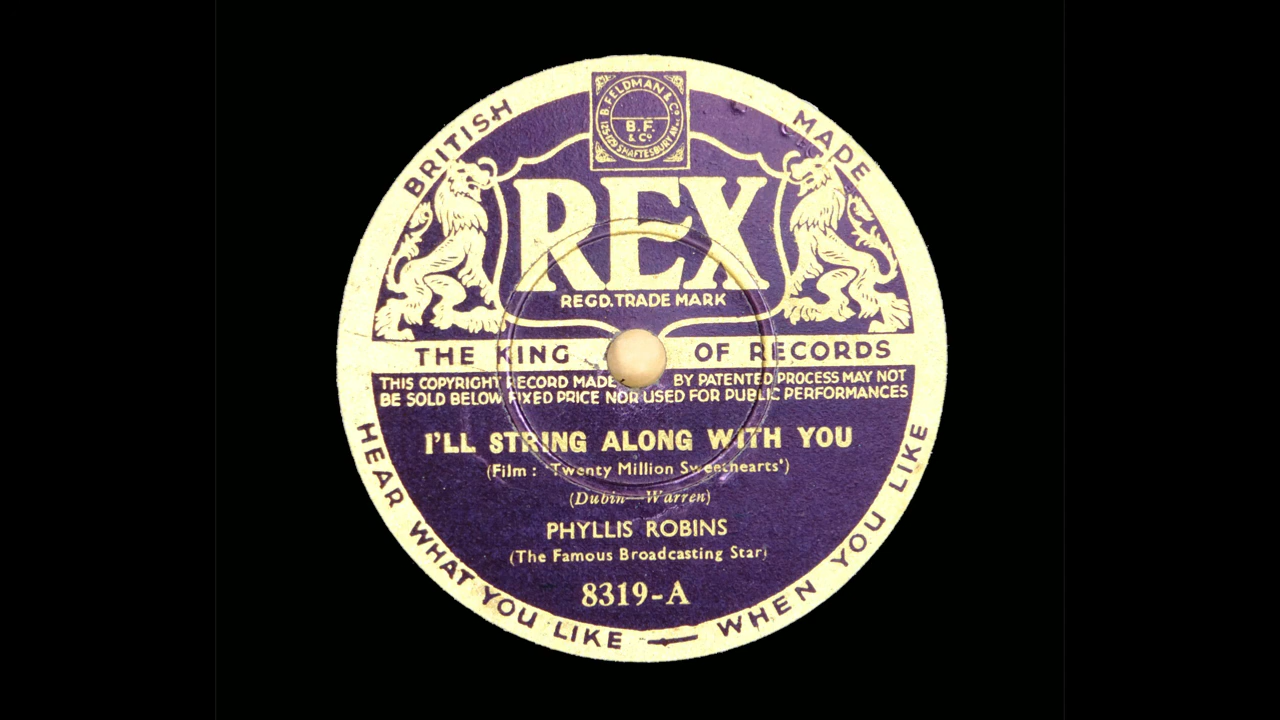 BRITISH MADE
B. FELDMAN & Co
125-129 SHAFTESBURY AV.
B.F.
& Co
REX
REGD. TRADE MARK
THE KING OF RECORDS
THIS COPYRIGHT RECORD MADE BY PATENTED PROCESS MAY NOT
BE SOLD BELOW FIXED PRICE NOR USED FOR PUBLIC PERFORMANCES
I'LL STRING ALONG WITH YOU
(Film : 'Twenty Million Sweethearts')
(Dubin—Warren)
PHYLLIS ROBINS
(The Famous Broadcasting Star)
8319-A
HEAR WHAT YOU LIKE — WHEN YOU LIKE